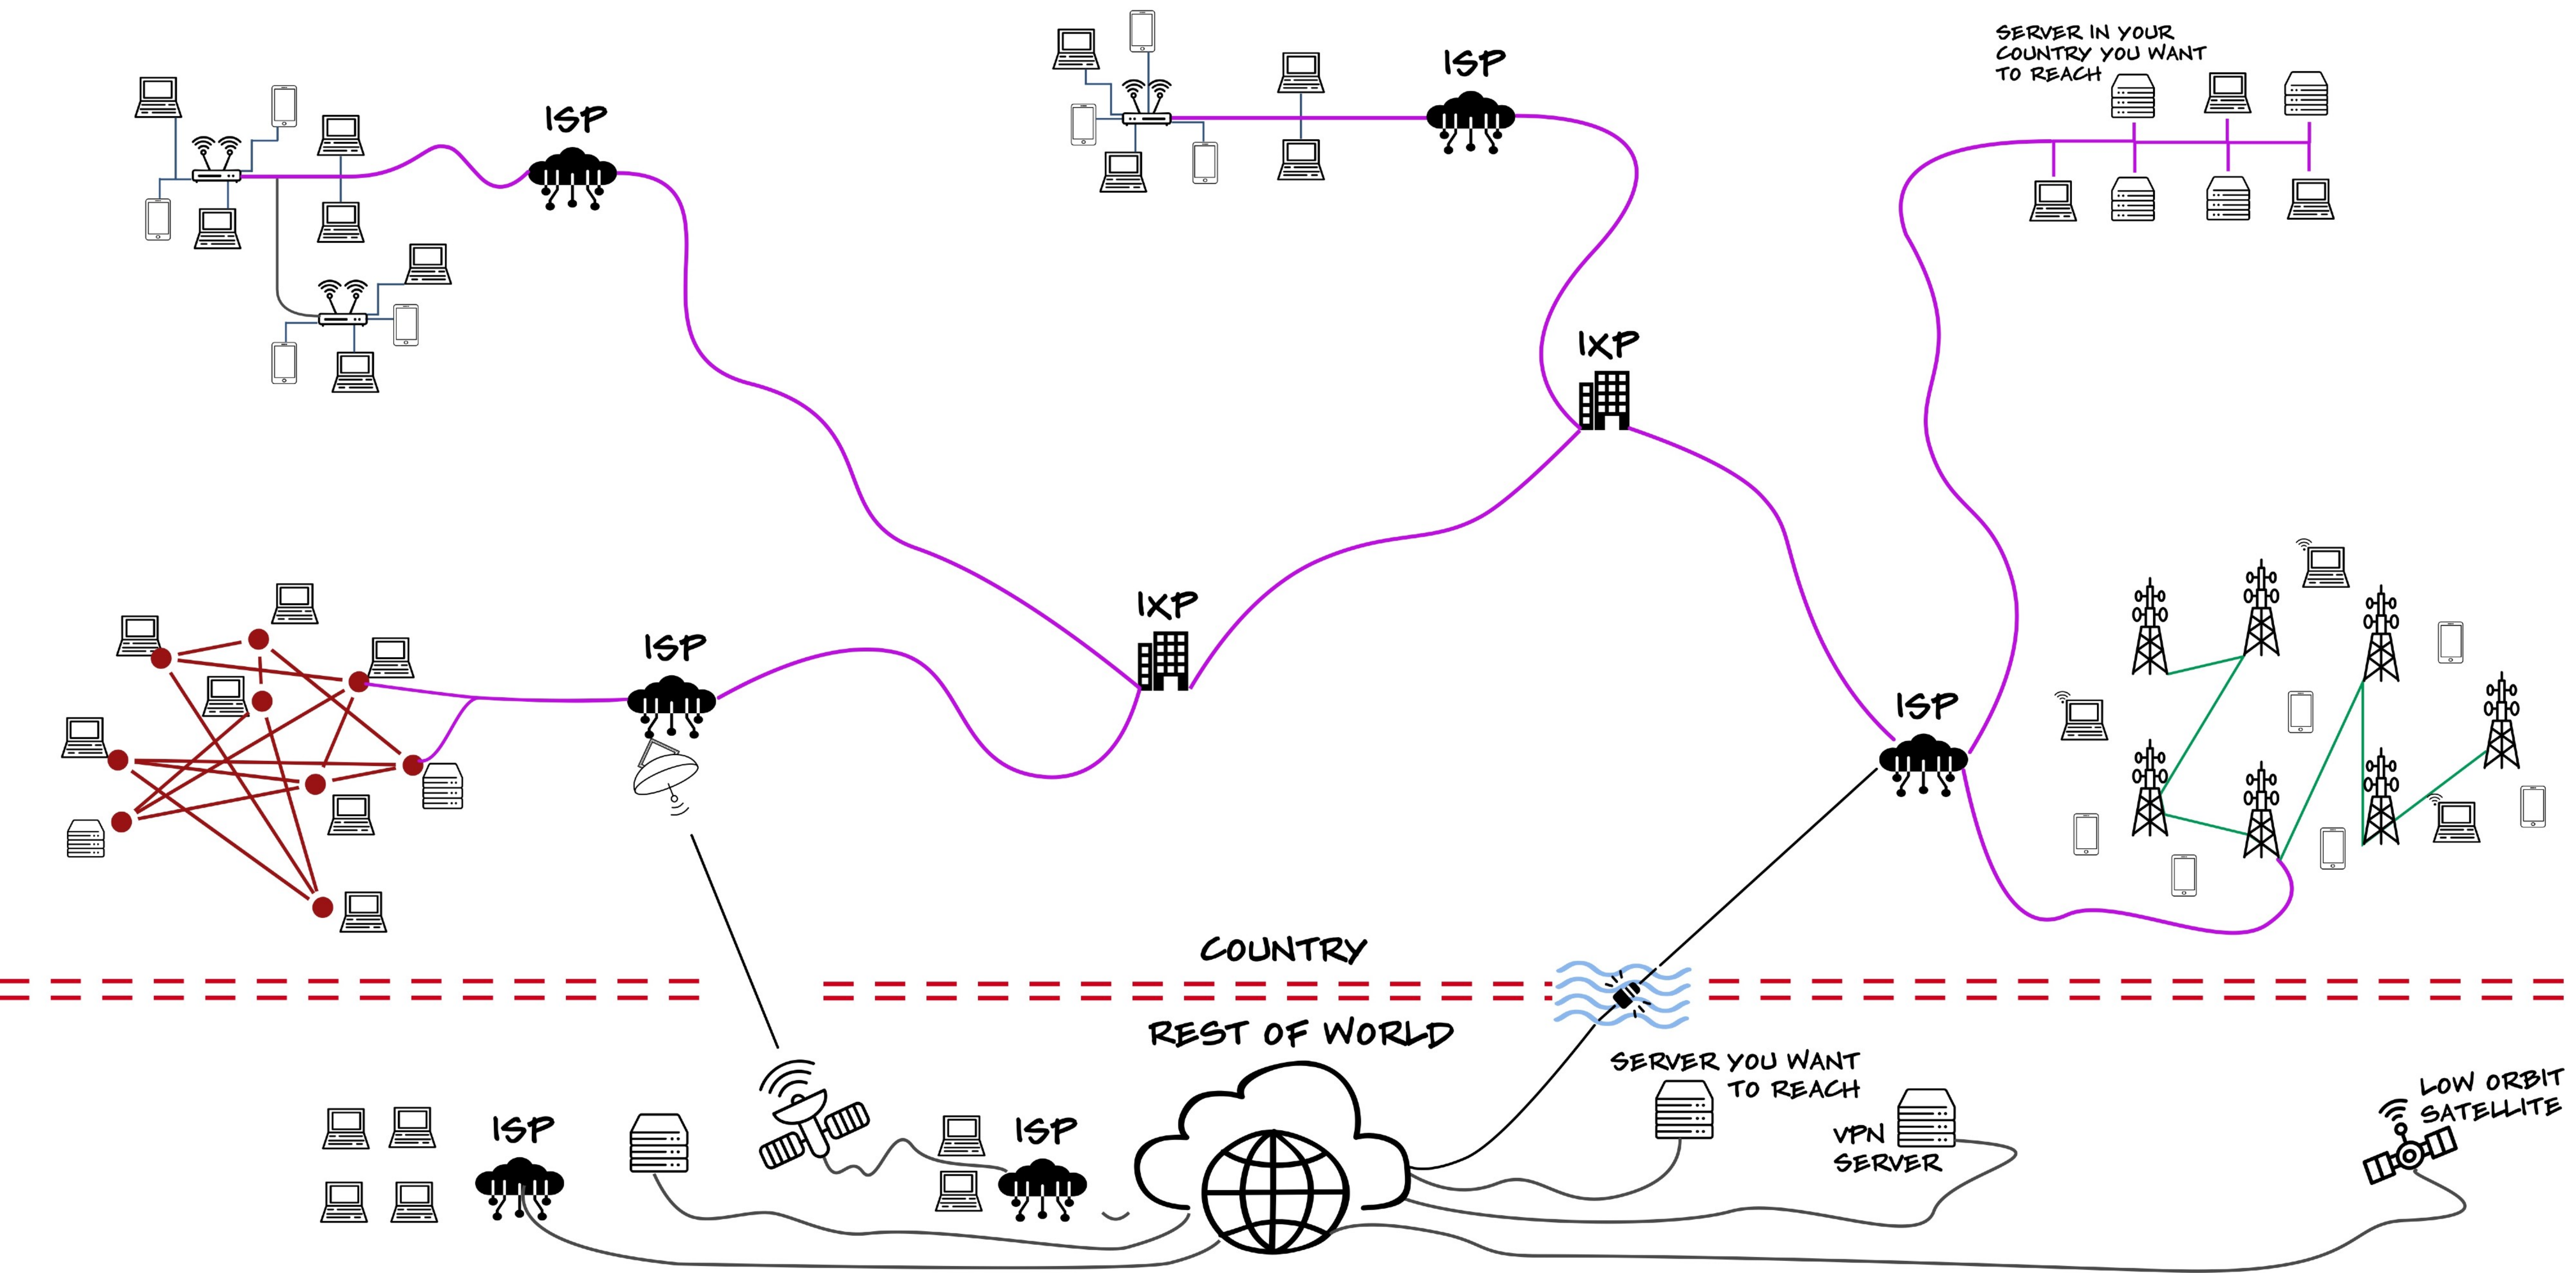 SERVER IN YOUR
COUNTRY YOU WANT
TO REACH
ISP
ISP
IXP
IXP
ISP
ISP
COUNTRY
REST OF WORLD
SERVER YOU WANT
TO REACH
LOW ORBIT
SATELLITE
ISP
ISP
VPN
SERVER